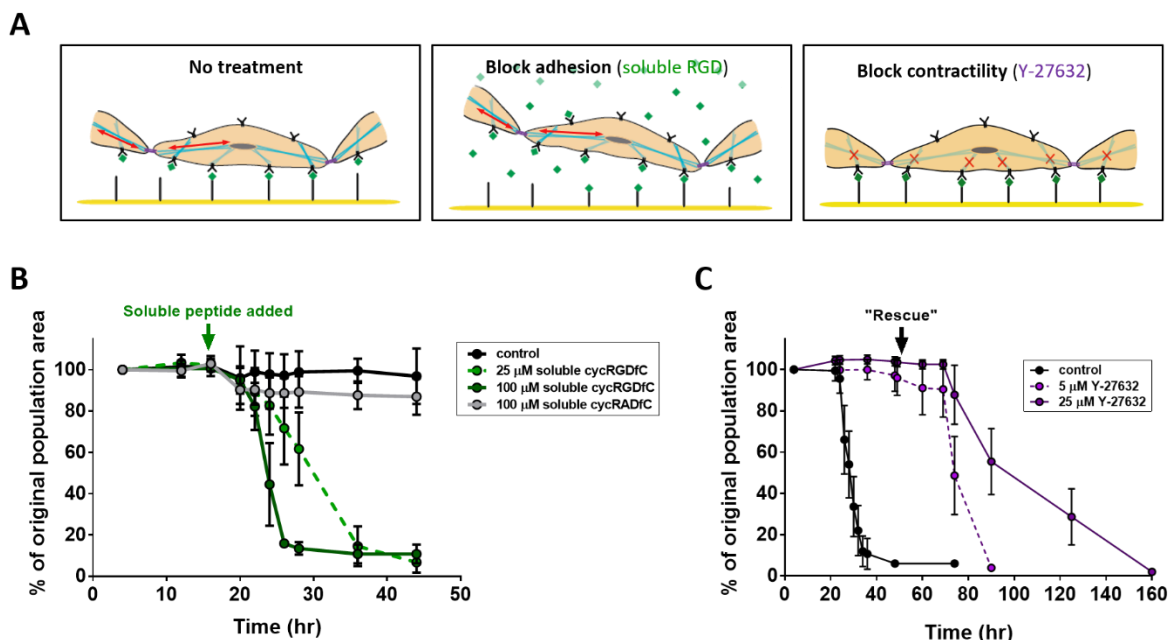 A
No treatment
Block adhesion (soluble RGD)
Block contractility (Y-27632)
B
Soluble peptide added
% of original population area
100
80
60
40
20
0
0 10 20 30 40 50
Time (hr)
control
25 µM soluble cycRGDfC
100 µM soluble cycRGDfC
100 µM soluble cycRADfC
C
"Rescue"
% of original population area
100
80
60
40
20
0
0 20 40 60 80 100 120 140 160
Time (hr)
control
5 µM Y-27632
25 µM Y-27632